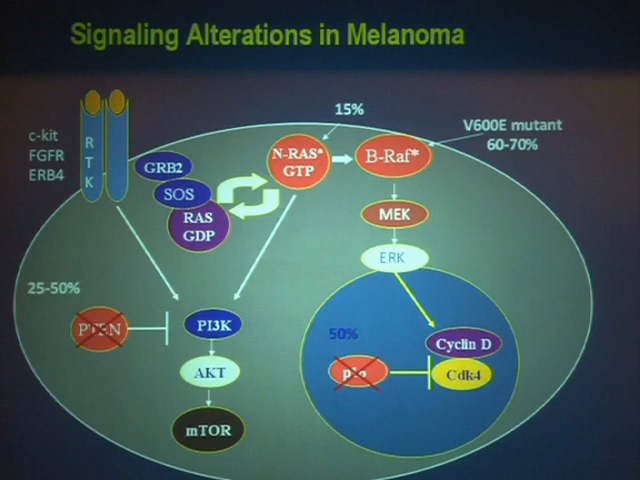 Signaling Alterations in Melanoma
15%
V600E mutant
60-70%
c-kit
FGFR
ERB4
R
T
K
GRB2
SOS
RAS
GDP
N-RAS*
GTP
B-Raf*
MEK
ERK
25-50%
PTEN
PI3K
AKT
mTOR
50%
Cyclin D
Cdk4